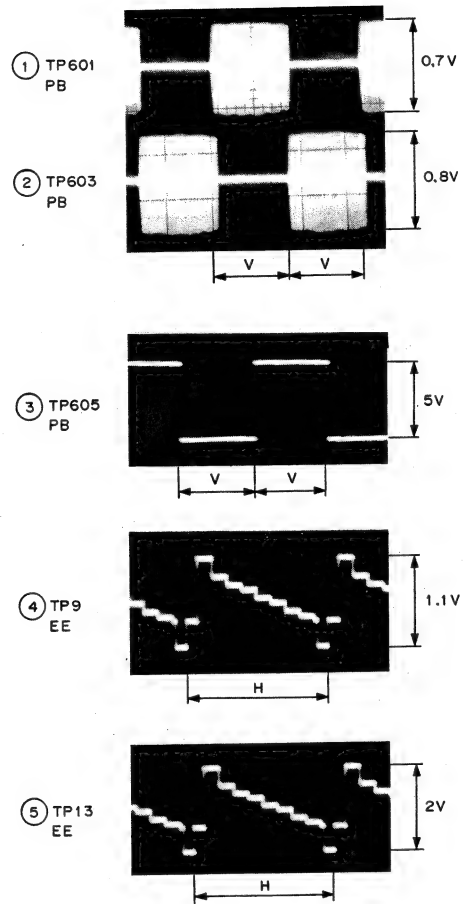 ① TP601 0.7V
PB
② TP603 0.8V
PB
V V
③ TP605 5V
PB
V V
④ TP9 1.1V
EE
H
⑤ TP13 2V
EE
H